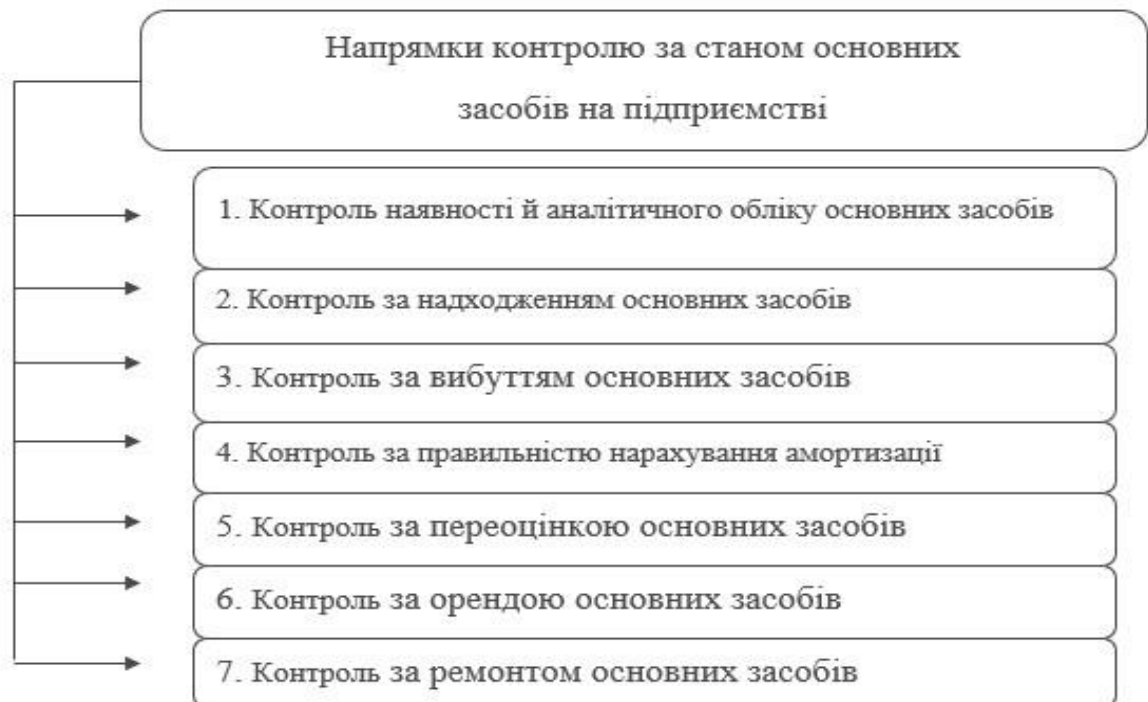 Напрямки контролю за станом основних
засобів на підприємстві
1. Контроль наявності й аналітичного обліку основних засобів
2. Контроль за надходженням основних засобів
3. Контроль за вибуттям основних засобів
4. Контроль за правильністю нарахування амортизації
5. Контроль за переоцінкою основних засобів
6. Контроль за орендою основних засобів
7. Контроль за ремонтом основних засобів